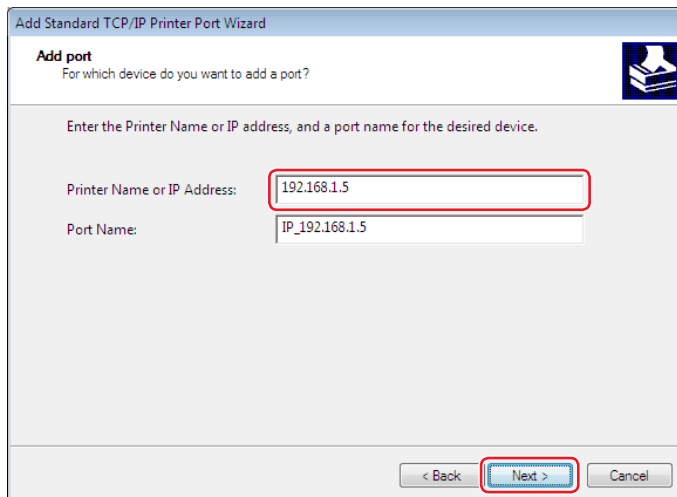 Add Standard TCP/IP Printer Port Wizard
Add port
For which device do you want to add a port?
Enter the Printer Name or IP address, and a port name for the desired device.
Printer Name or IP Address: 192.168.1.5
Port Name: IP_192.168.1.5
< Back Next > Cancel